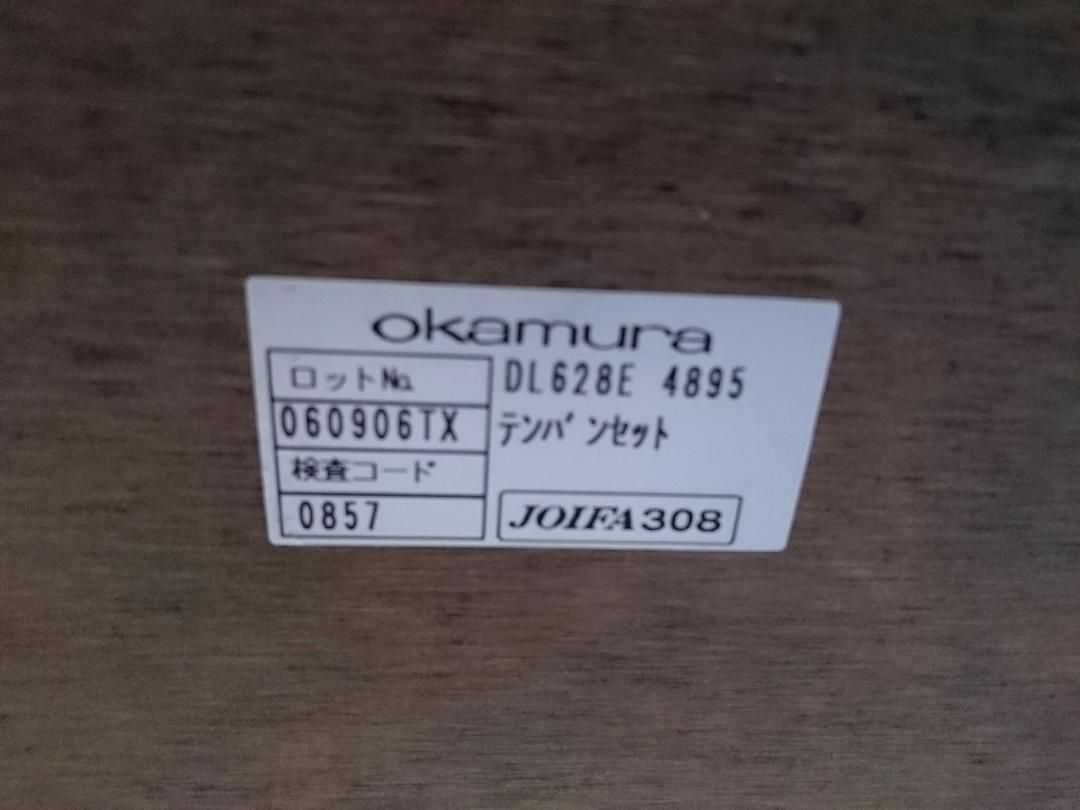 okamura
ロットNo.
DL628E 4895
060906TX
テンバンセット
検査コード
0857
JOIFA308